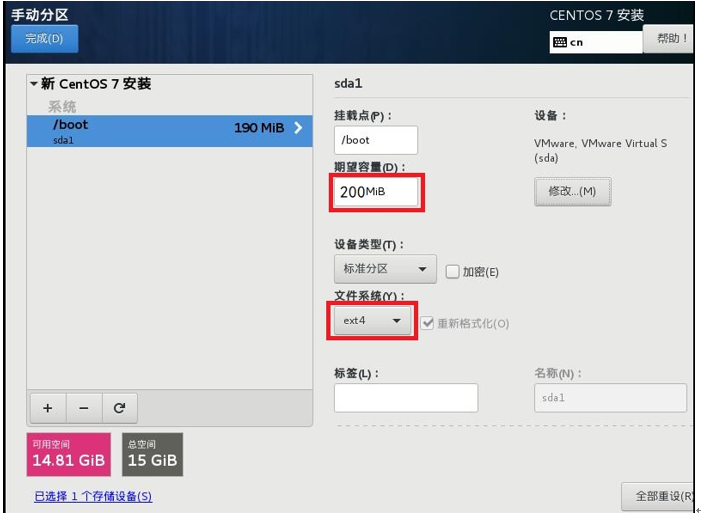 手动分区
CENTOS 7 安装
完成(D)
cn
帮助！
新 CentOS 7 安装
系统
/boot
190 MiB
sda1
sda1
挂载点(P)：
/boot
设备：
VMware, VMware Virtual S
(sda)
期望容量(D)：
200MiB
修改...(M)
设备类型(T)：
标准分区
加密(E)
文件系统(Y)：
ext4
重新格式化(O)
标签(L)：
名称(N)：
sda1
可用空间
14.81 GiB
总空间
15 GiB
已选择 1 个存储设备(S)
全部重设(R)